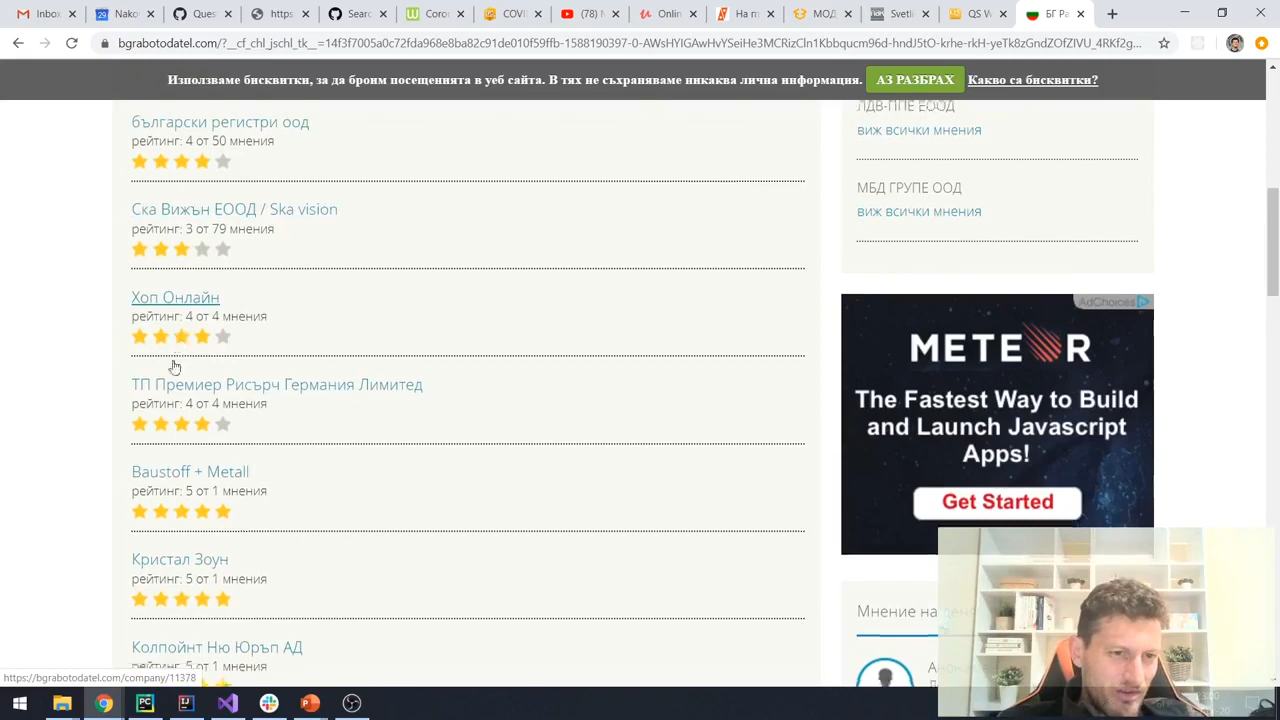 Inbox
Nako
Ques
https
Searc
Coro
COVI
(78) M
Onlin
На п
МОД
Svetli
QS W
БГ Ра
bgrabotodatel.com/?__cf_chl_jschl_tk__=14f3f7005a0c72fda968e8ba82c91de010f59ffb-1588190397-0-AWsHYIGAwHvYSeiHe3MCRizCln1Kbbqucm96d-hndJ5tO-krhe-rkH-yeTk8zGndZOfZIVU_4RKf2g...
Използваме бисквитки, за да броим посещенията в уеб сайта. В тях не съхраняваме никаква лична информация. АЗ РАЗБРАХ Какво са бисквитки?
български регистри оод
рейтинг: 4 от 50 мнения
Ска Вижън ЕООД / Ska vision
рейтинг: 3 от 79 мнения
Хоп Онлайн
рейтинг: 4 от 4 мнения
ТП Премиер Рисърч Германия Лимитед
рейтинг: 4 от 4 мнения
Baustoff + Metall
рейтинг: 5 от 1 мнения
Кристал Зоун
рейтинг: 5 от 1 мнения
Колпойнт Ню Юръп АД
рейтинг: 5 от 1 мнения
https://bgrabotodatel.com/company/11378
ЛДВ-ППЕ ЕООД
виж всички мнения
МБД ГРУПЕ ООД
виж всички мнения
AdChoices
METEOR
The Fastest Way to Build
and Launch Javascript
Apps!
Get Started
Мнение на деня